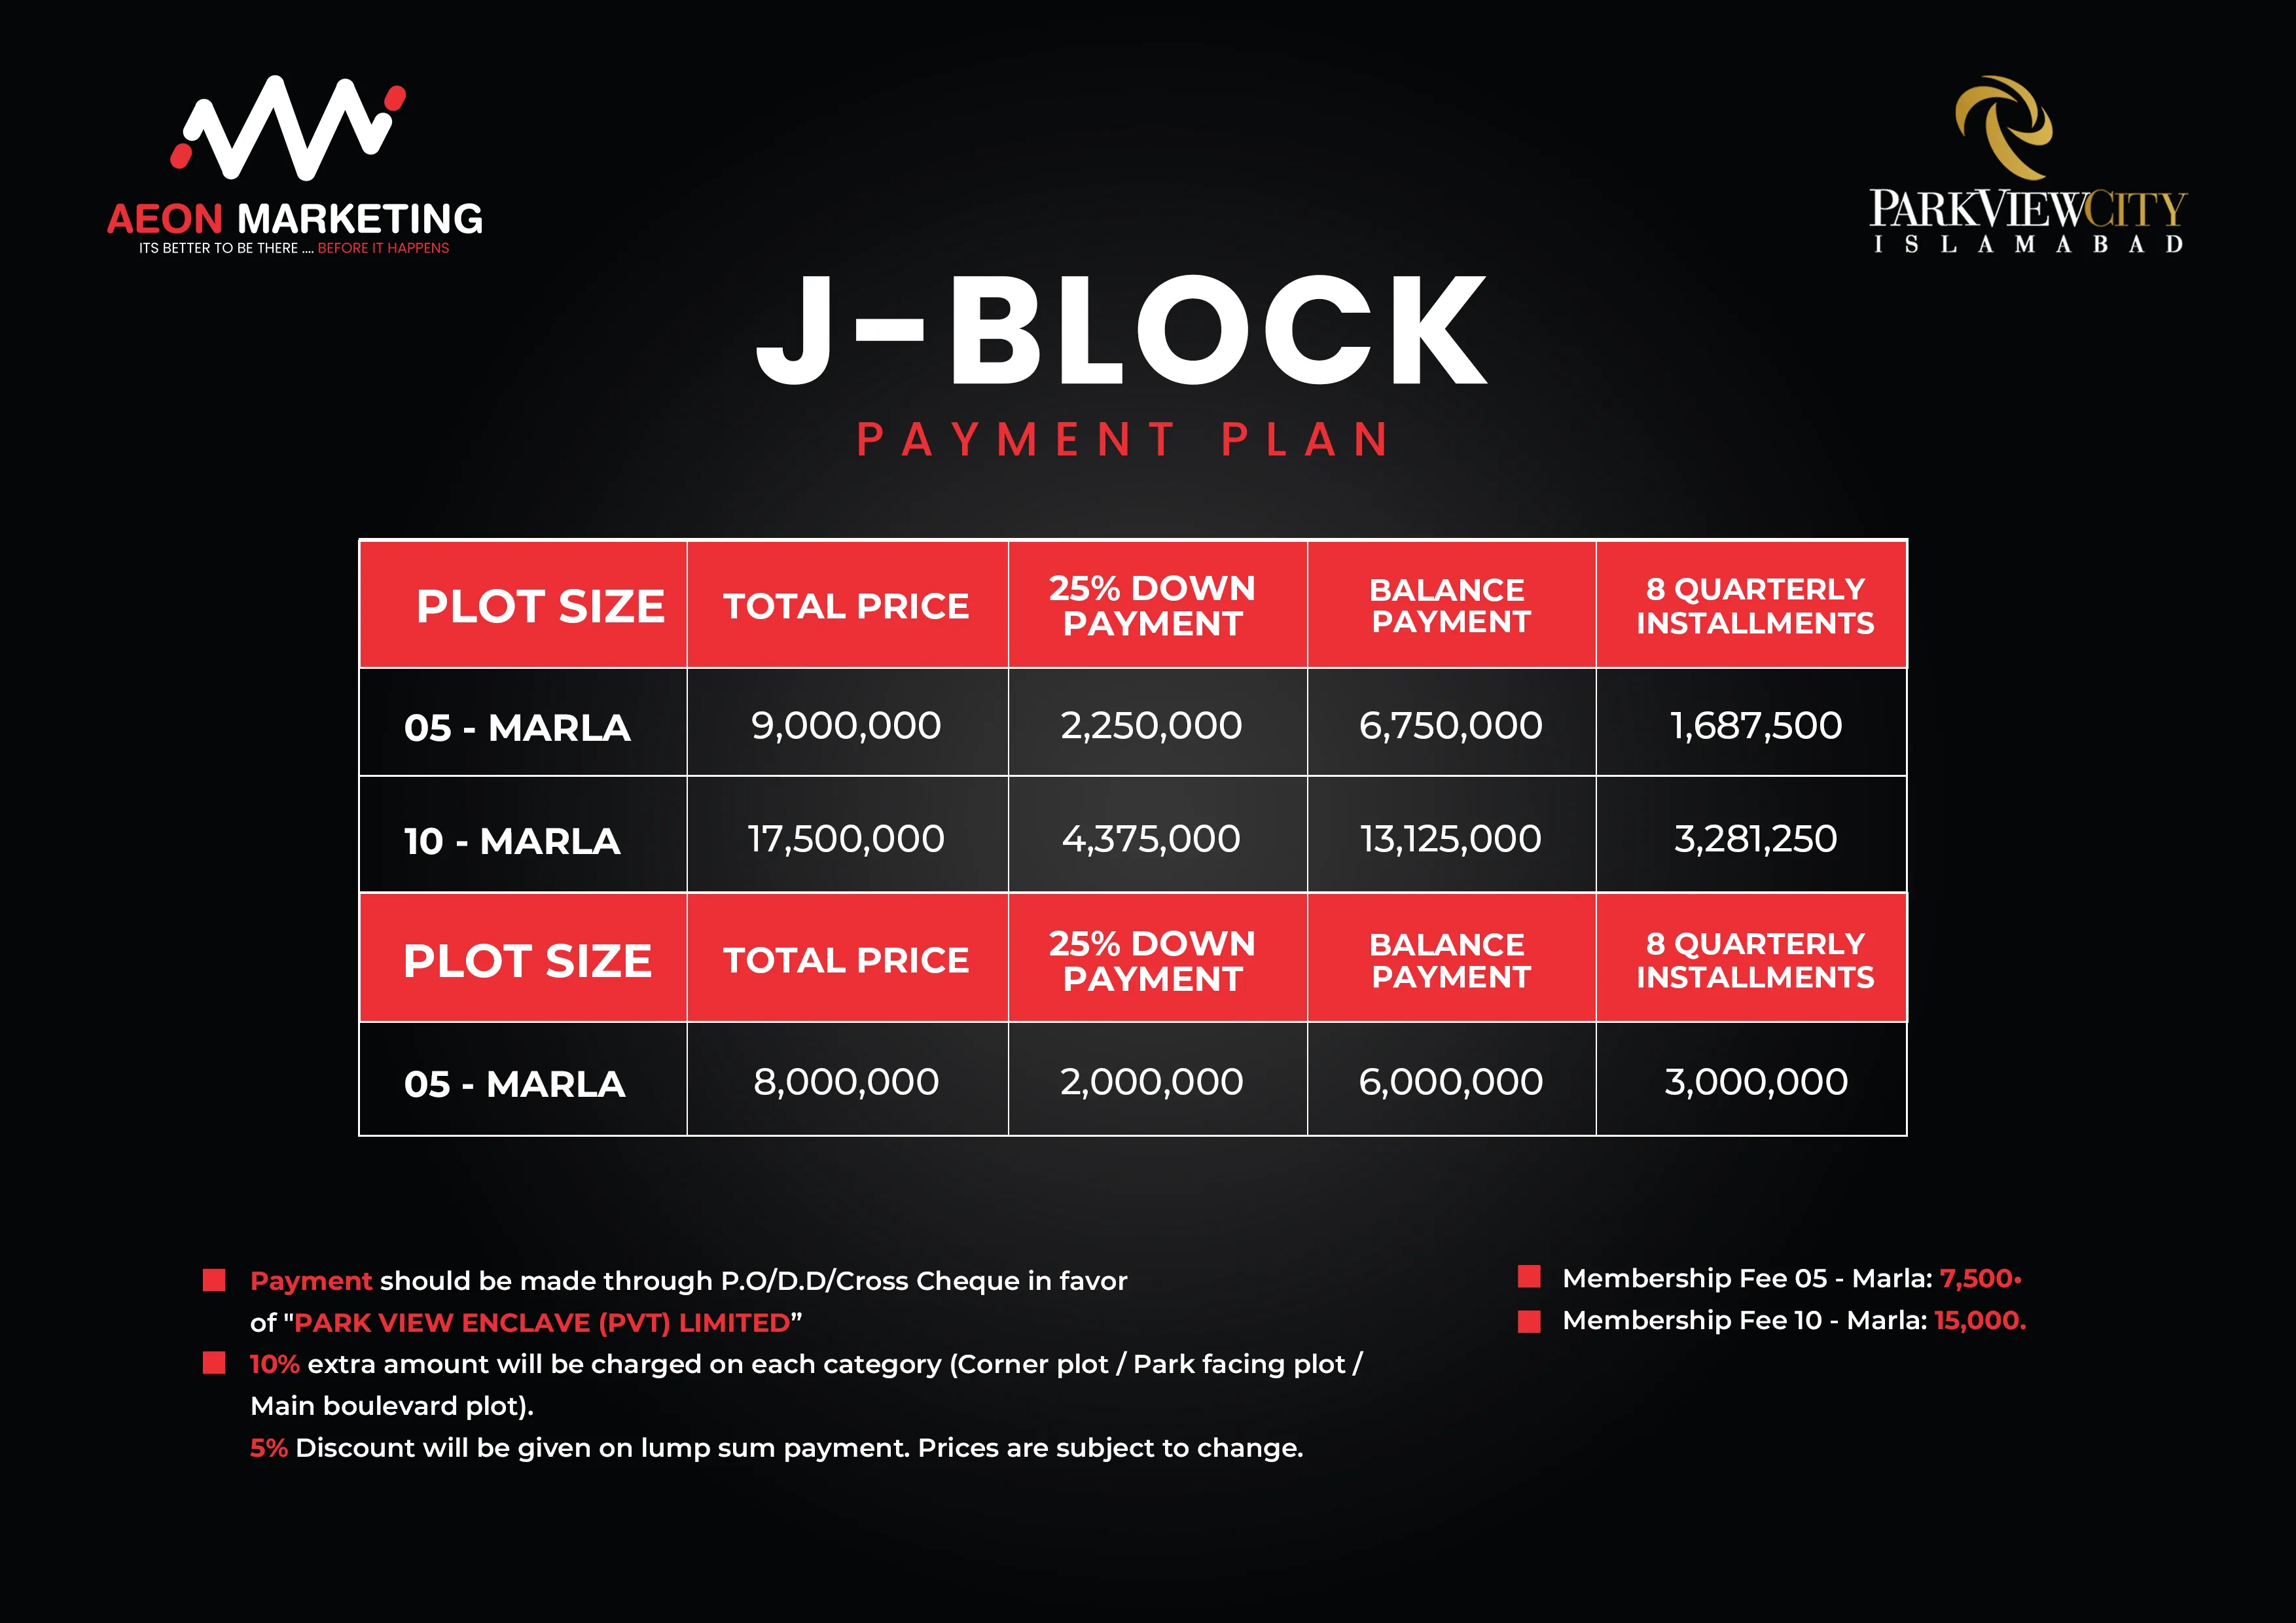 AEON MARKETING
ITS BETTER TO BE THERE .... BEFORE IT HAPPENS
PARKVIEWCITY
ISLAMABAD
J-BLOCK
PAYMENT PLAN
PLOT SIZE TOTAL PRICE 25% DOWN PAYMENT BALANCE PAYMENT 8 QUARTERLY INSTALLMENTS
05 - MARLA 9,000,000 2,250,000 6,750,000 1,687,500
10 - MARLA 17,500,000 4,375,000 13,125,000 3,281,250
PLOT SIZE TOTAL PRICE 25% DOWN PAYMENT BALANCE PAYMENT 8 QUARTERLY INSTALLMENTS
05 - MARLA 8,000,000 2,000,000 6,000,000 3,000,000
Payment should be made through P.O/D.D/Cross Cheque in favor
of "PARK VIEW ENCLAVE (PVT) LIMITED”
10% extra amount will be charged on each category (Corner plot / Park facing plot /
Main boulevard plot).
5% Discount will be given on lump sum payment. Prices are subject to change.
Membership Fee 05 - Marla: 7,500•
Membership Fee 10 - Marla: 15,000.